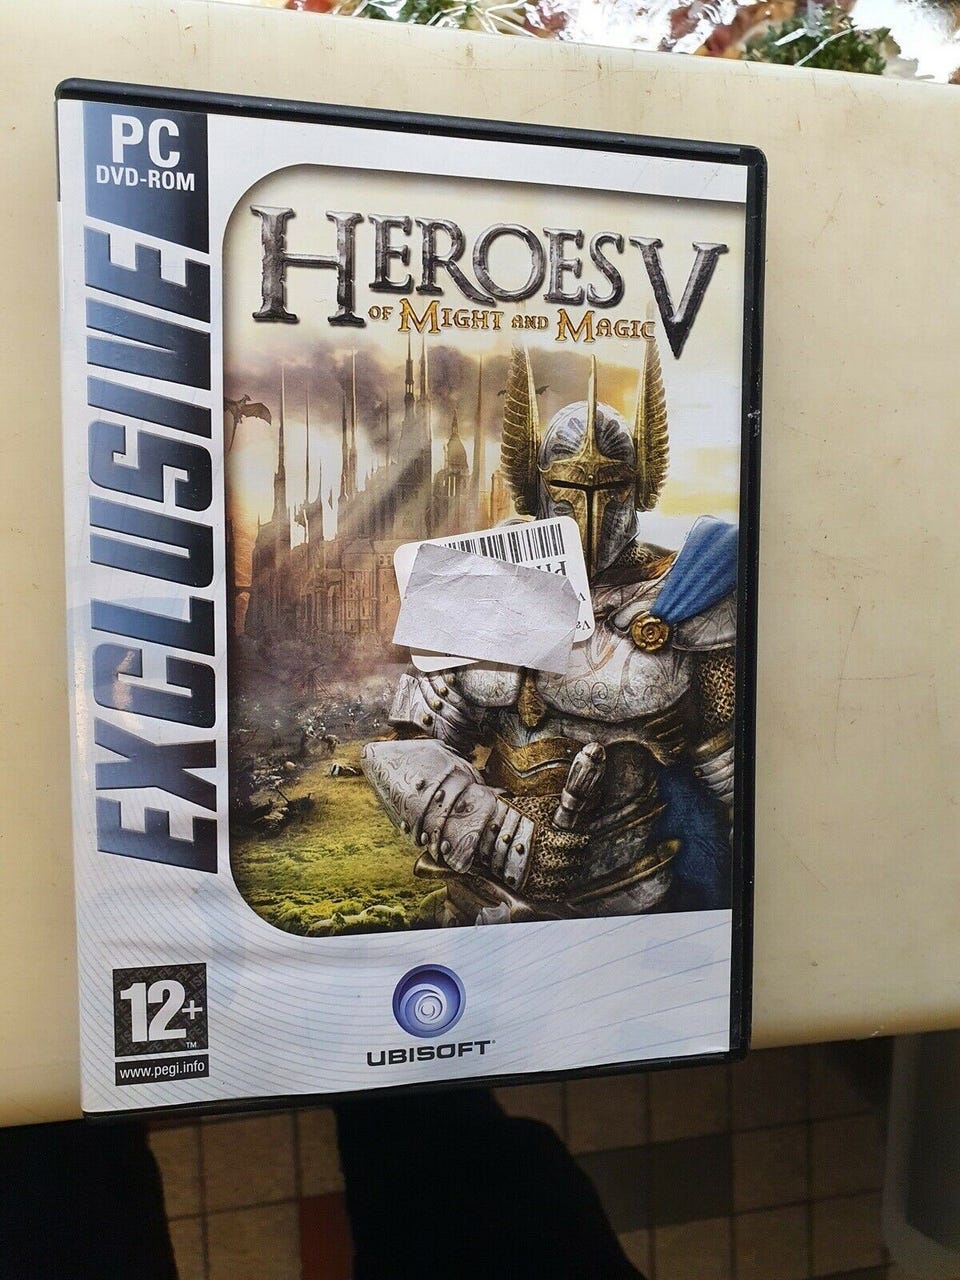 PC
DVD-ROM
EXCLUSIVE
HEROES V
OF MIGHT AND MAGIC
12+
TM
www.pegi.info
UBISOFT